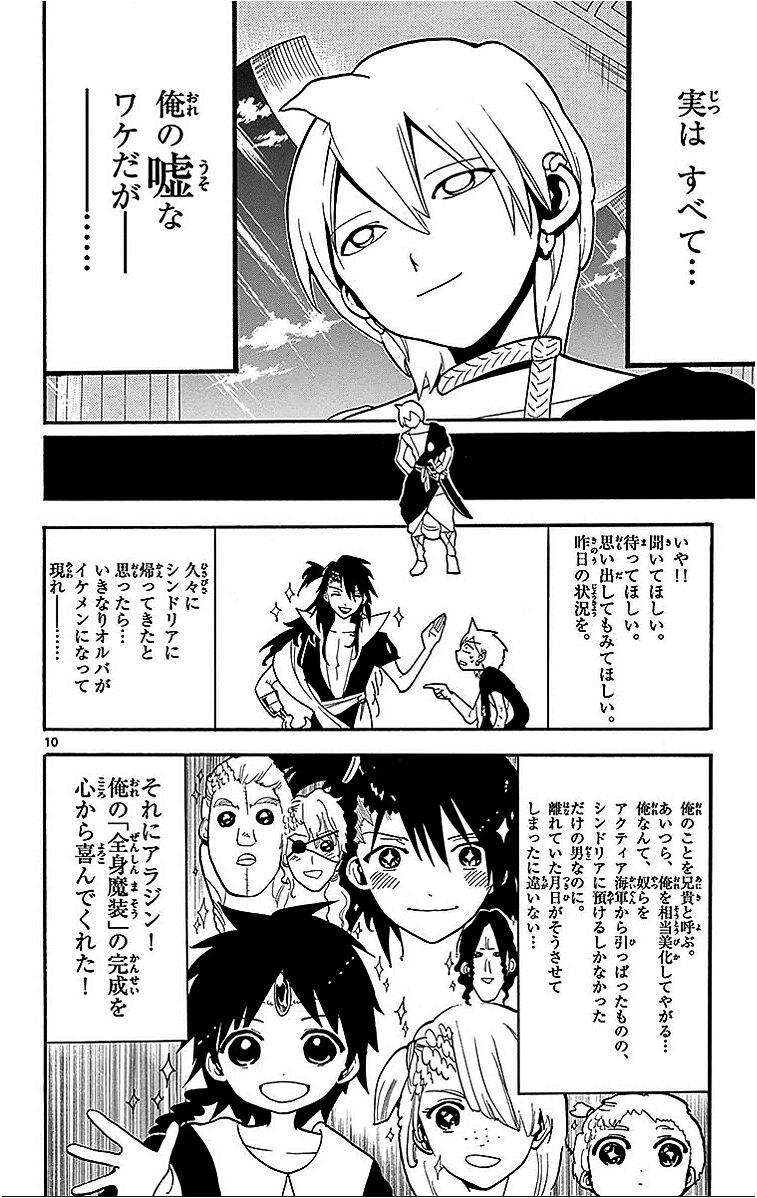 実は すべて…
俺の嘘な
ワケだが――
――……
いや!!
聞いてほしい。
待ってほしい。
思い出してもみてほしい。
昨日の状況を。
久々に
シンドリアに
帰ってきたと
思ったら…
いきなりオルバが
イケメンになって
現れ――………
10
俺のことを兄貴と呼ぶ。
あいつら、俺を相当美化してやがる…
俺なんて、奴らを
アクティア海軍から引っぱったものの、
シンドリアに預けるしかなかった
だけの男なのに。
離れていた月日がそうさせて
しまったに違いない…
それにアラジン!
俺の「全身魔装」の完成を
心から喜んでくれた!